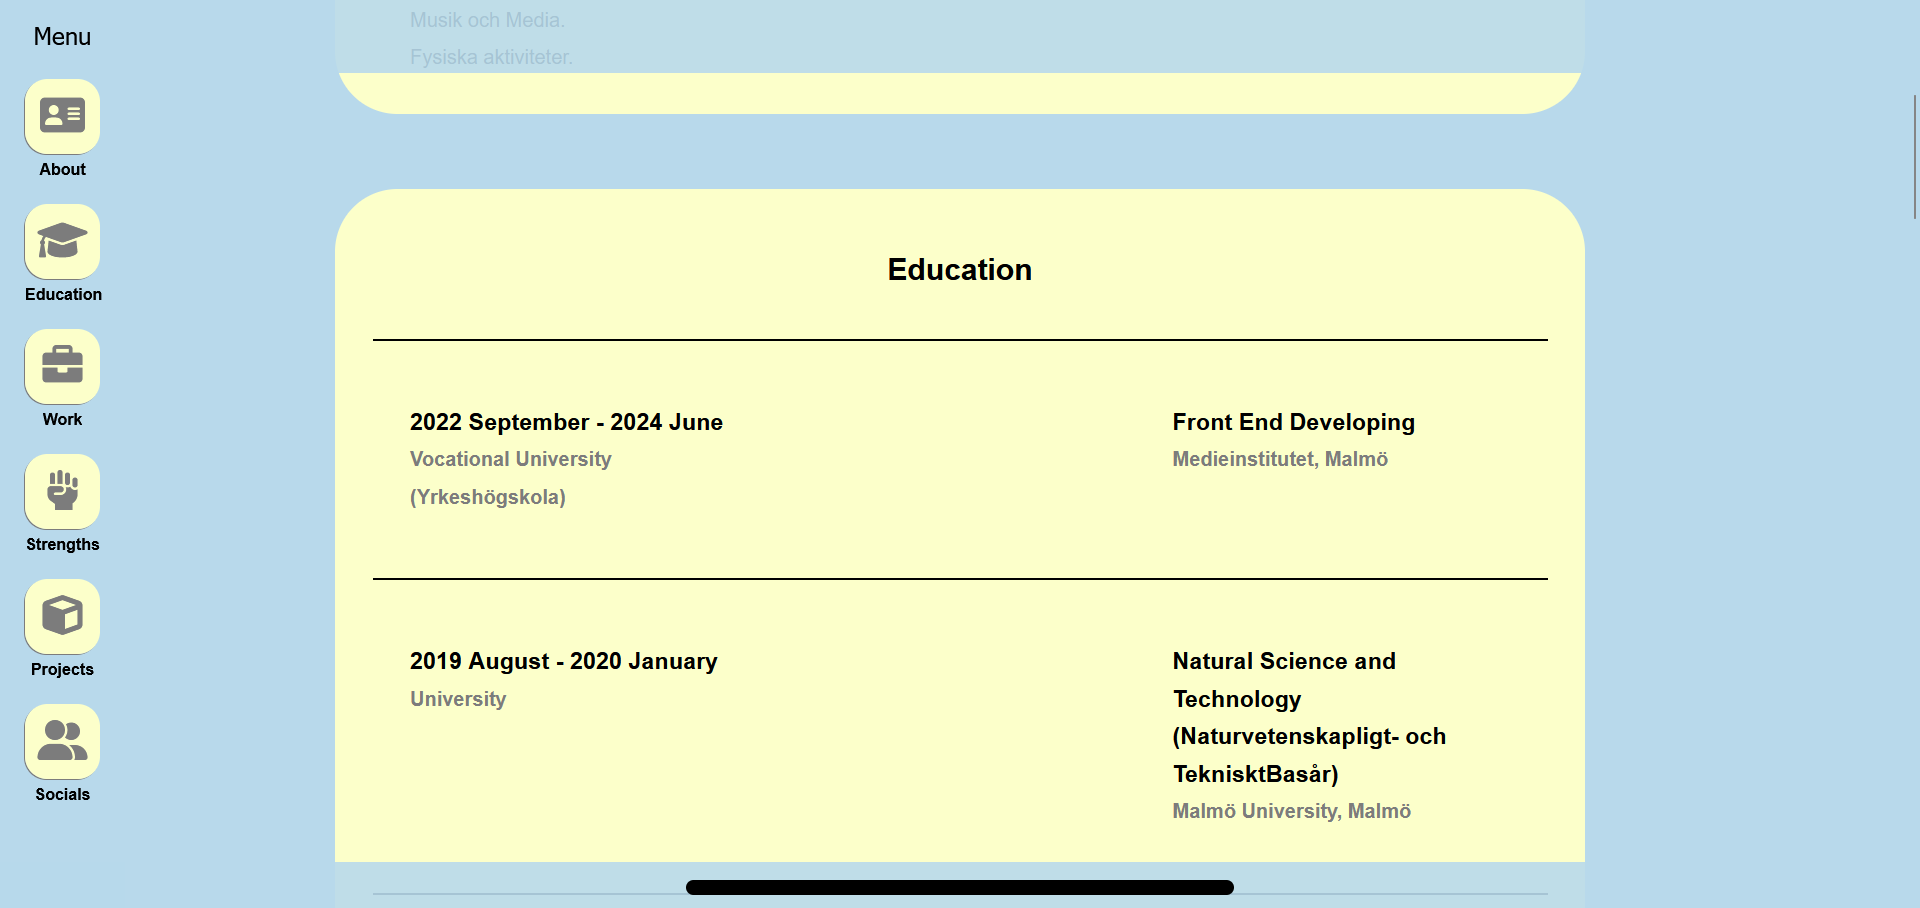 Menu
About
Education
Work
Strengths
Projects
Socials
Musik och Media.
Fysiska aktiviteter.
Education
2022 September - 2024 June
Vocational University
(Yrkeshögskola)
Front End Developing
Medieinstitutet, Malmö
2019 August - 2020 January
University
Natural Science and
Technology
(Naturvetenskapligt- och
TeknisktBasår)
Malmö University, Malmö